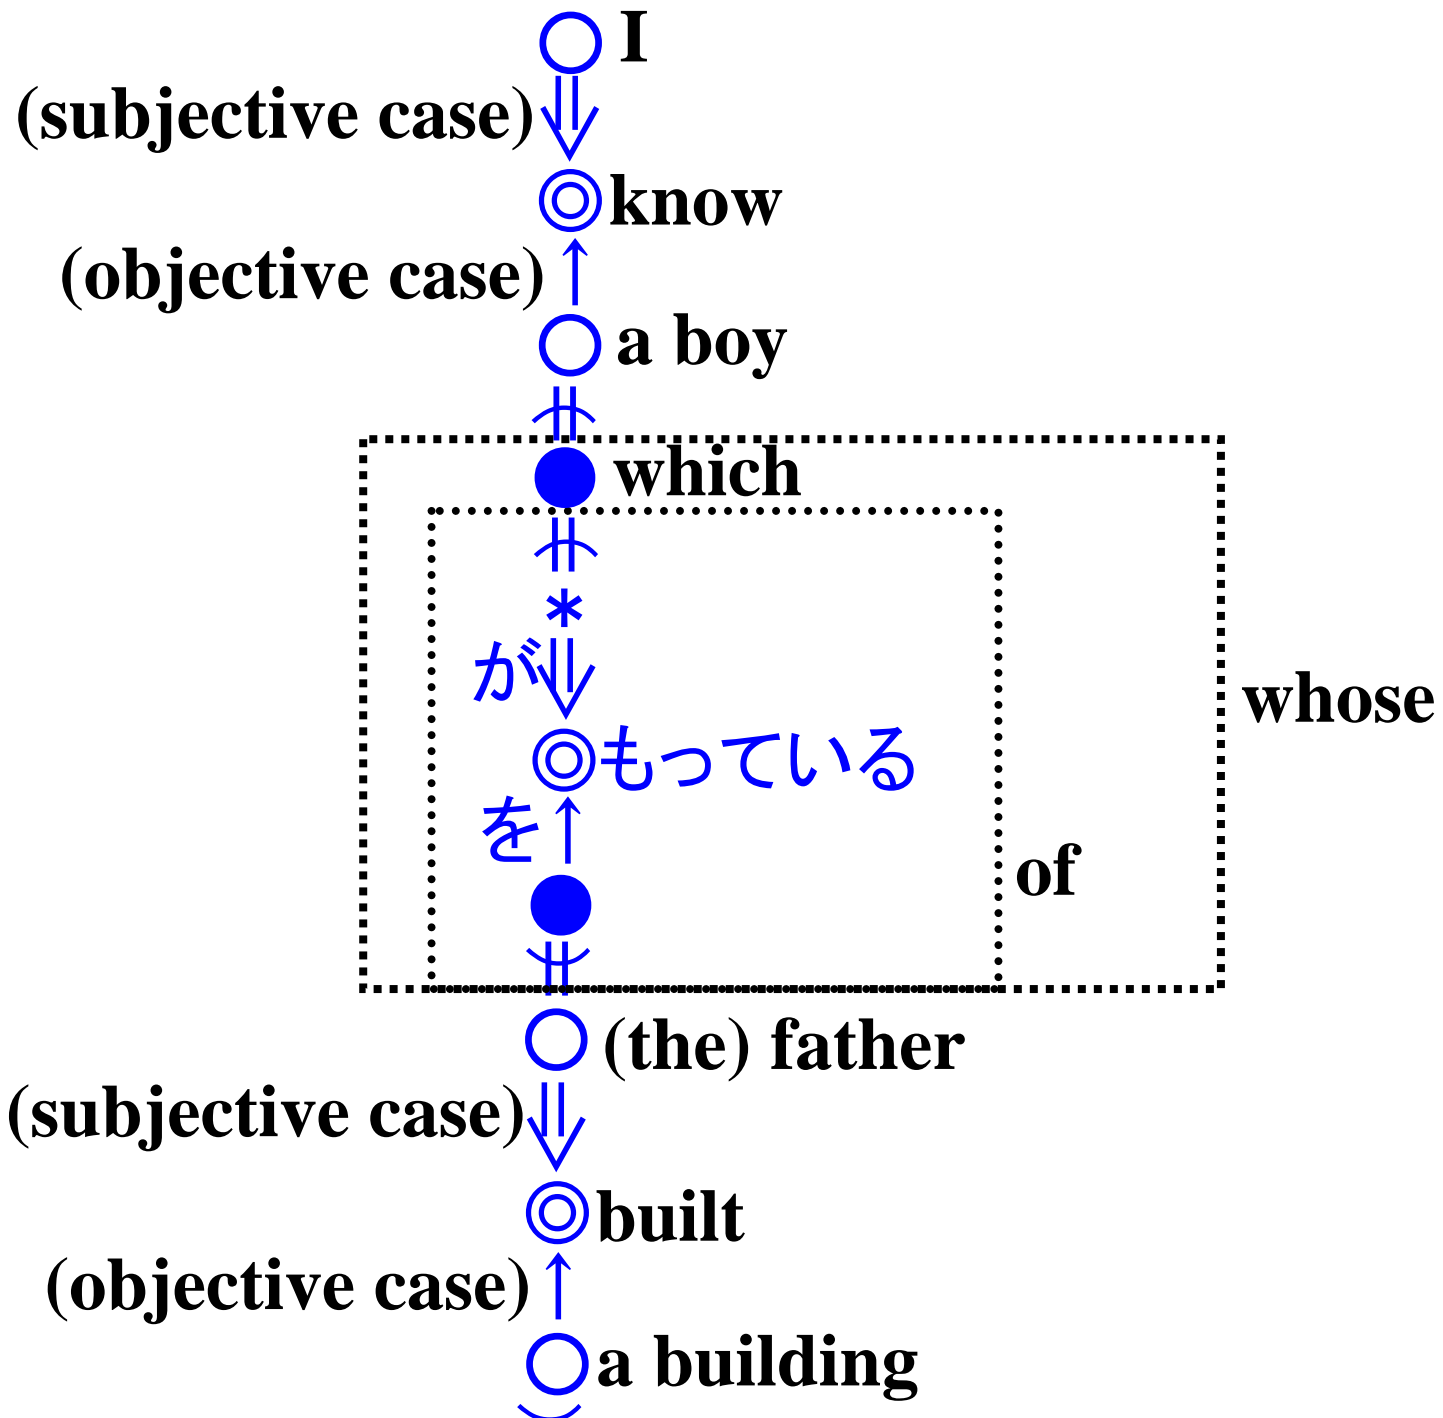 I
(subjective case)
know
(objective case)
a boy
which
*
が
whose
もっている
を
of
(the) father
(subjective case)
built
(objective case)
a building